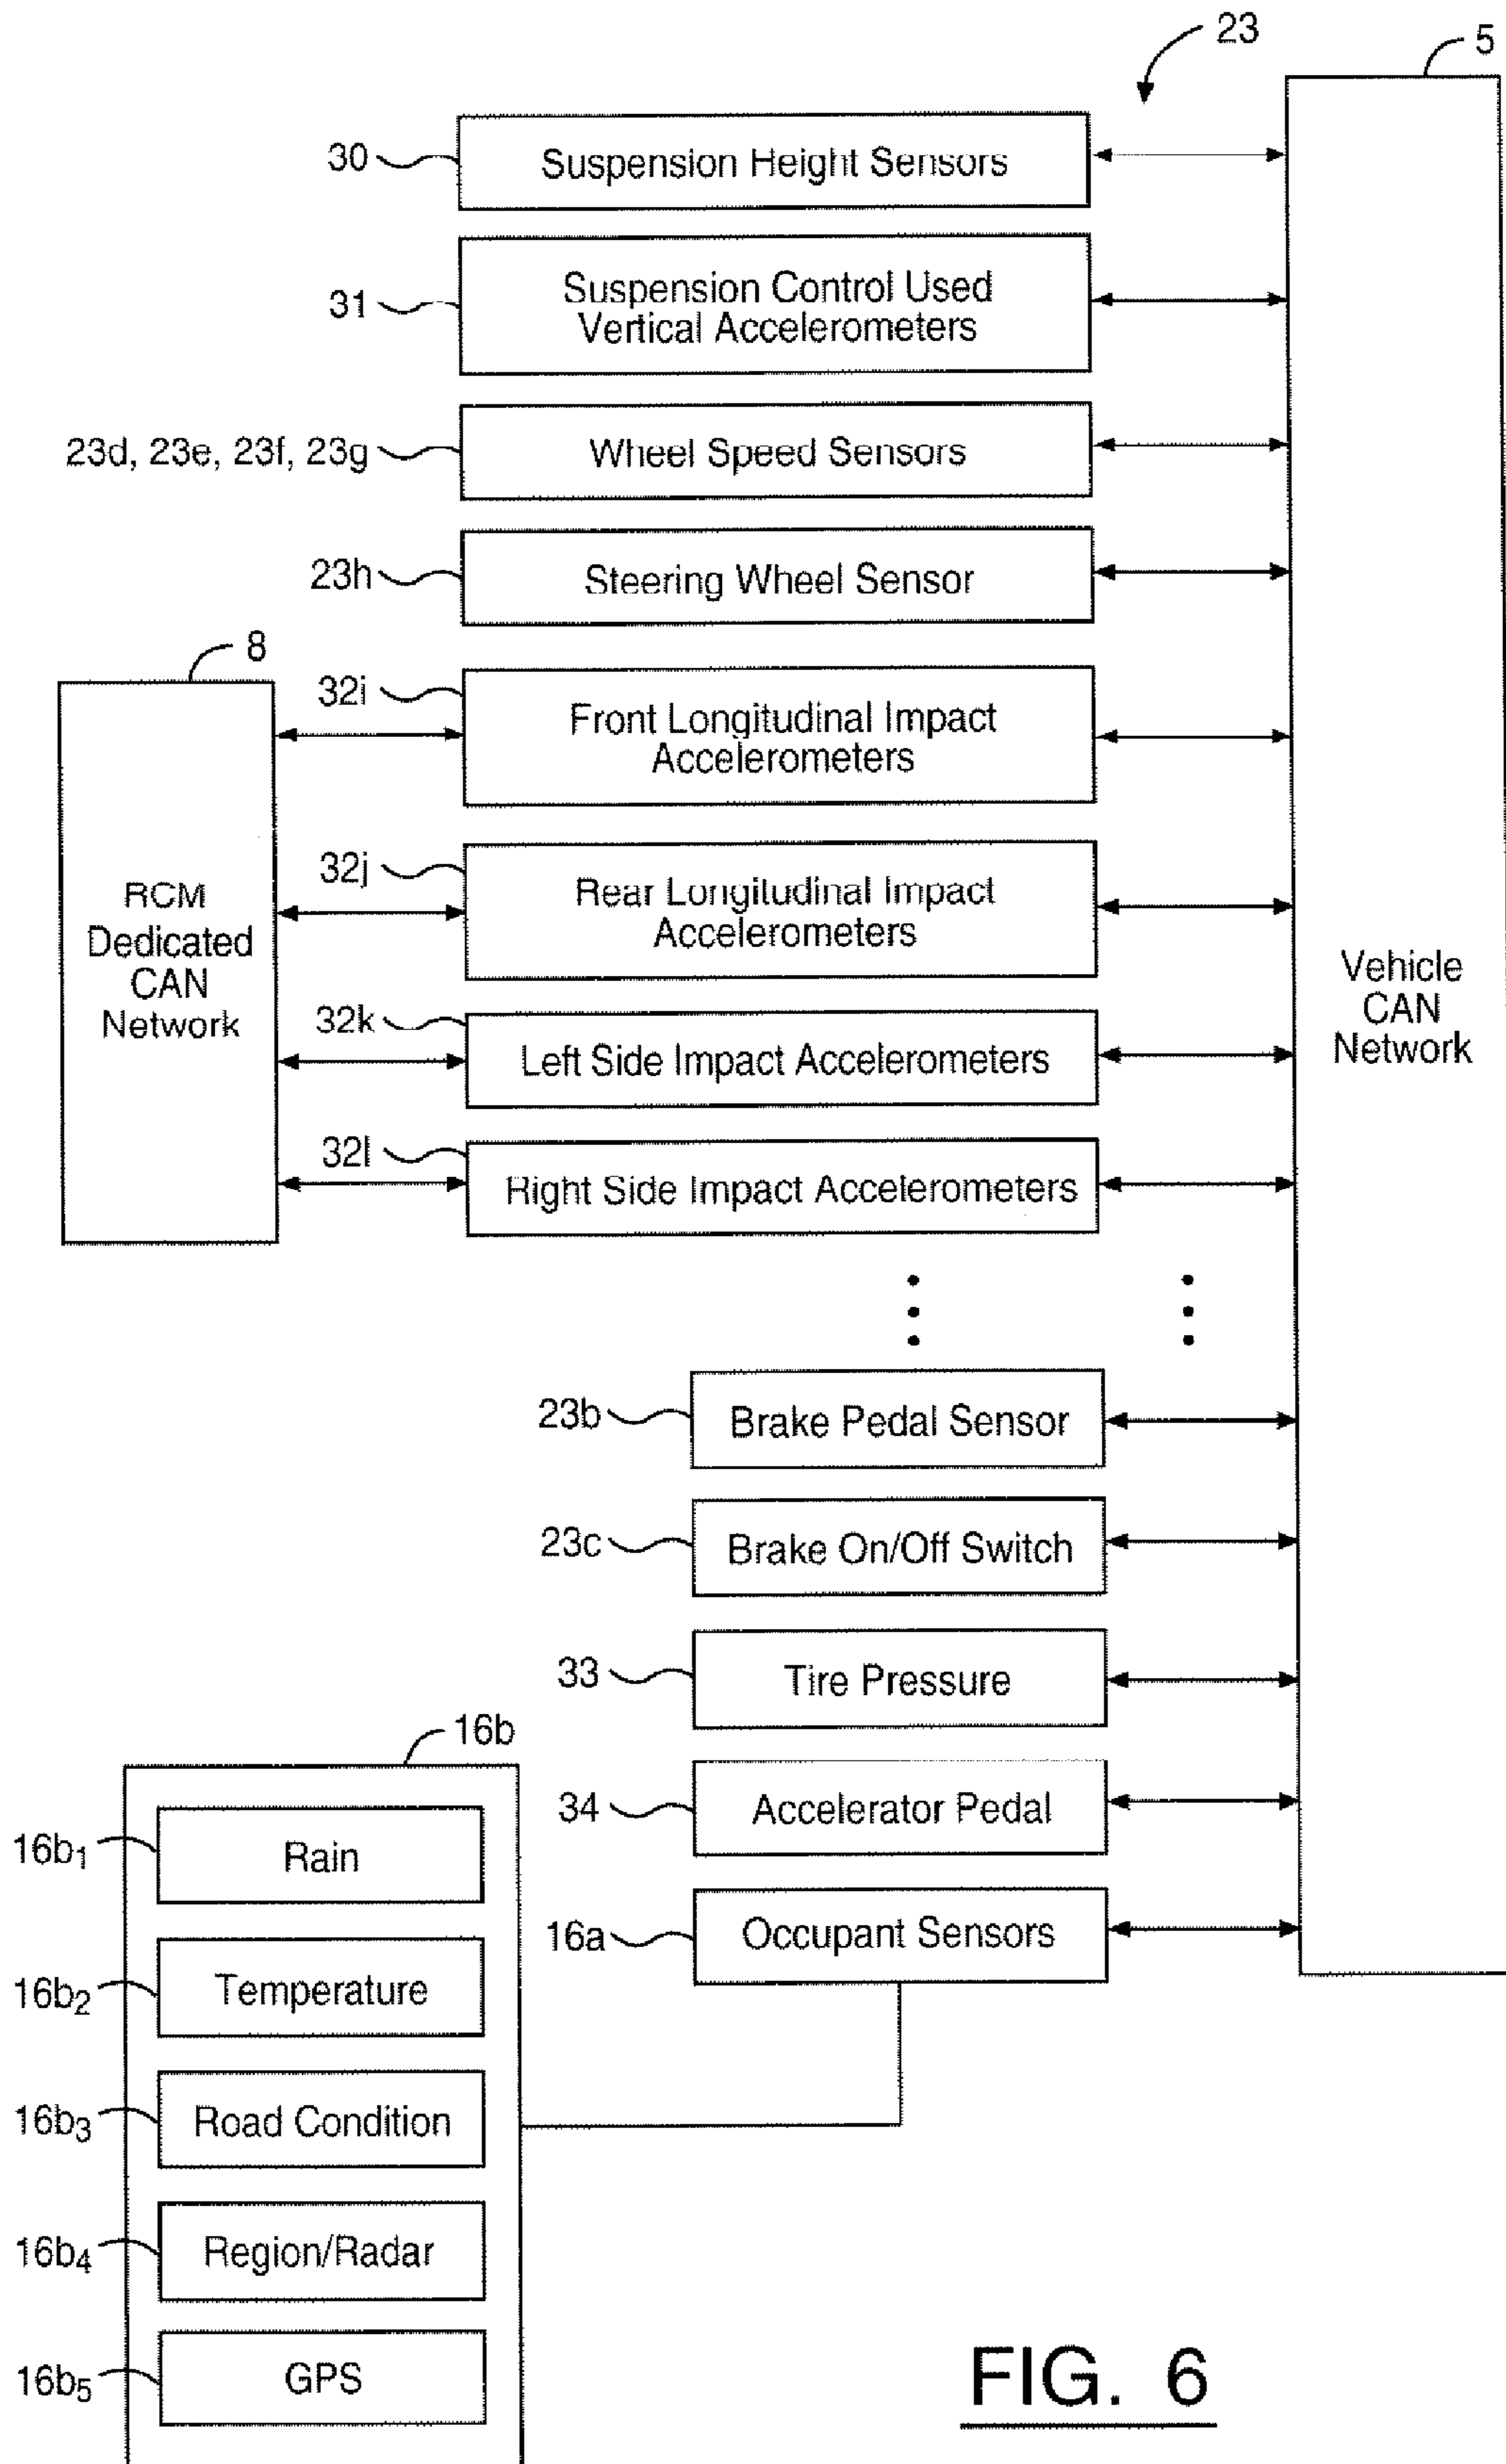 23
5
30
Suspension Height Sensors
31
Suspension Control Used
Vertical Accelerometers
23d, 23e, 23f, 23g
Wheel Speed Sensors
23h
Steering Wheel Sensor
8
RCM
Dedicated
CAN
Network
32i
Front Longitudinal Impact
Accelerometers
32j
Rear Longitudinal Impact
Accelerometers
32k
Left Side Impact Accelerometers
32l
Right Side Impact Accelerometers
Vehicle
CAN
Network
23b
Brake Pedal Sensor
23c
Brake On/Off Switch
33
Tire Pressure
34
Accelerator Pedal
16a
Occupant Sensors
16b
16b₁
Rain
16b₂
Temperature
16b₃
Road Condition
16b₄
Region/Radar
16b₅
GPS
FIG. 6